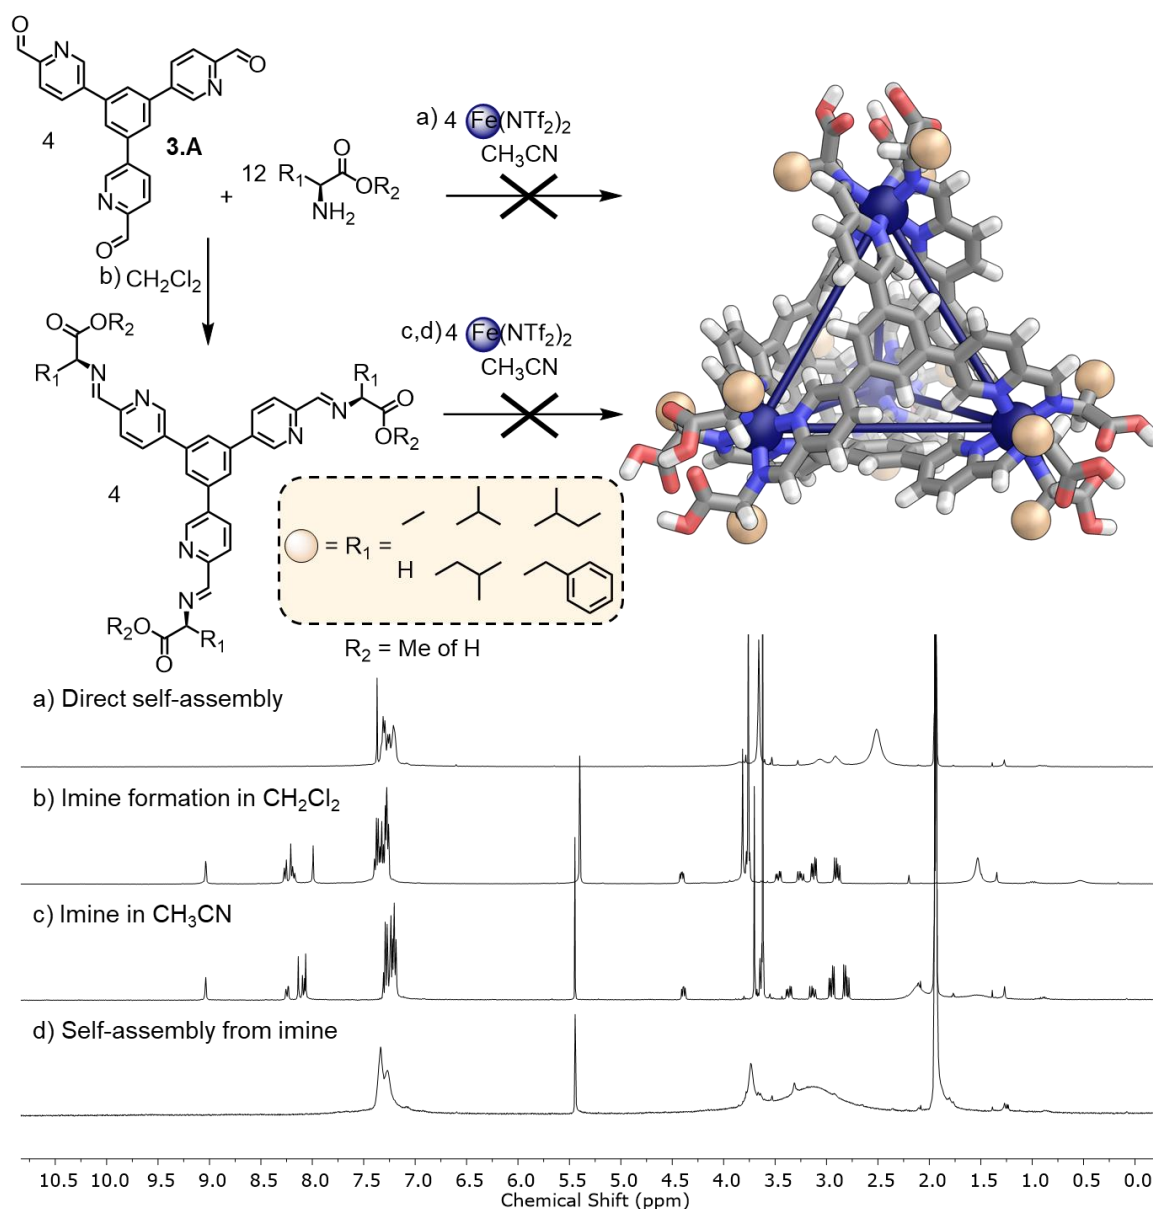 O
N
O
N
4
3.A
N
O
+
12
R1
O
OR2
NH2
a) 4 Fe(NTf2)2
CH3CN
b) CH2Cl2
O
OR2
R1
N
N
N
N
R1
O
OR2
4
N
N
R2O
R1
O
c,d) 4 Fe(NTf2)2
CH3CN
= R1 =
H
R2 = Me of H
a) Direct self-assembly
b) Imine formation in CH2Cl2
c) Imine in CH3CN
d) Self-assembly from imine
10.5 10.0 9.5 9.0 8.5 8.0 7.5 7.0 6.5 6.0 5.5 5.0 4.5 4.0 3.5 3.0 2.5 2.0 1.5 1.0 0.5 0.0
Chemical Shift (ppm)